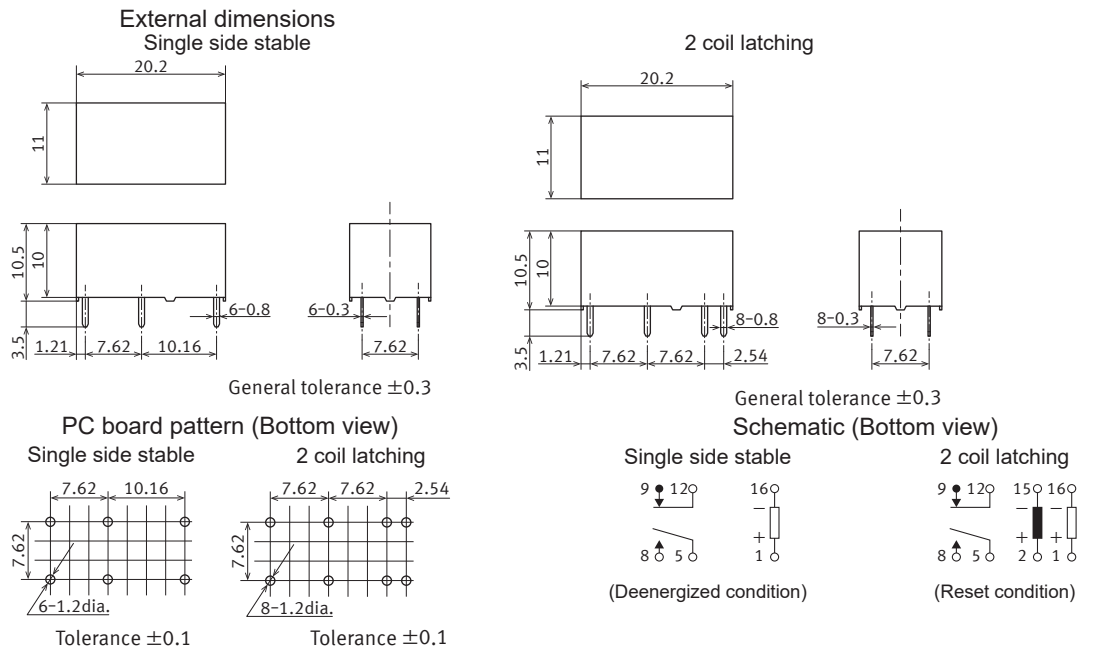 External dimensions
Single side stable
20.2
11
10.5
10
3.5
1.21
7.62
10.16
6-0.8
6-0.3
7.62
General tolerance ±0.3
2 coil latching
20.2
11
10.5
10
3.5
1.21
7.62
7.62
2.54
8-0.8
8-0.3
7.62
General tolerance ±0.3
PC board pattern (Bottom view)
Single side stable
7.62
10.16
7.62
6-1.2dia.
Tolerance ±0.1
2 coil latching
7.62
7.62
2.54
7.62
8-1.2dia.
Tolerance ±0.1
Schematic (Bottom view)
Single side stable
9 12 16
−
+
8 5 1
(Deenergized condition)
2 coil latching
9 12 15 16
− −
+ +
8 5 2 1
(Reset condition)